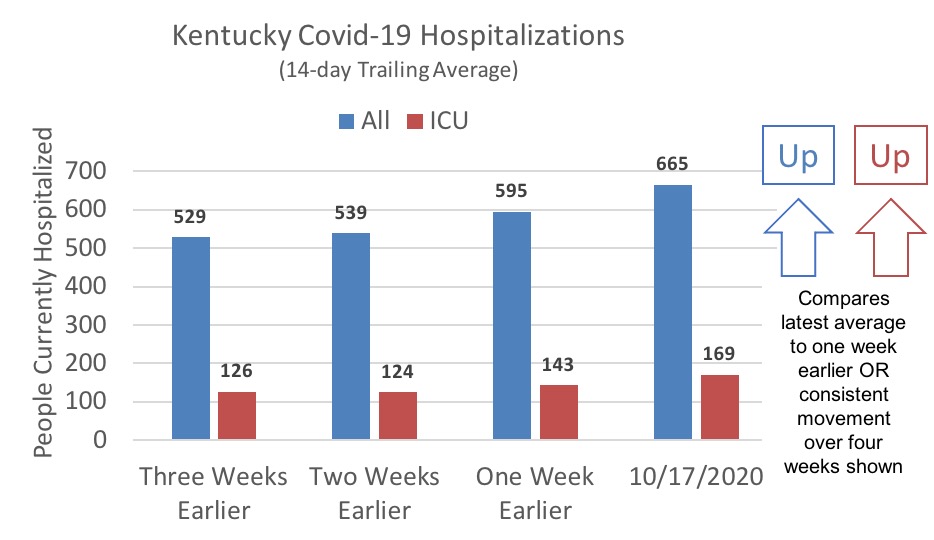 Kentucky Covid-19 Hospitalizations
(14-day Trailing Average)
All ICU
People Currently Hospitalized
700
600
500
400
300
200
100
0
529
126
539
124
595
143
665
169
Three Weeks
Earlier
Two Weeks
Earlier
One Week
Earlier
10/17/2020
Up
Up
Compares
latest average
to one week
earlier OR
consistent
movement
over four
weeks shown